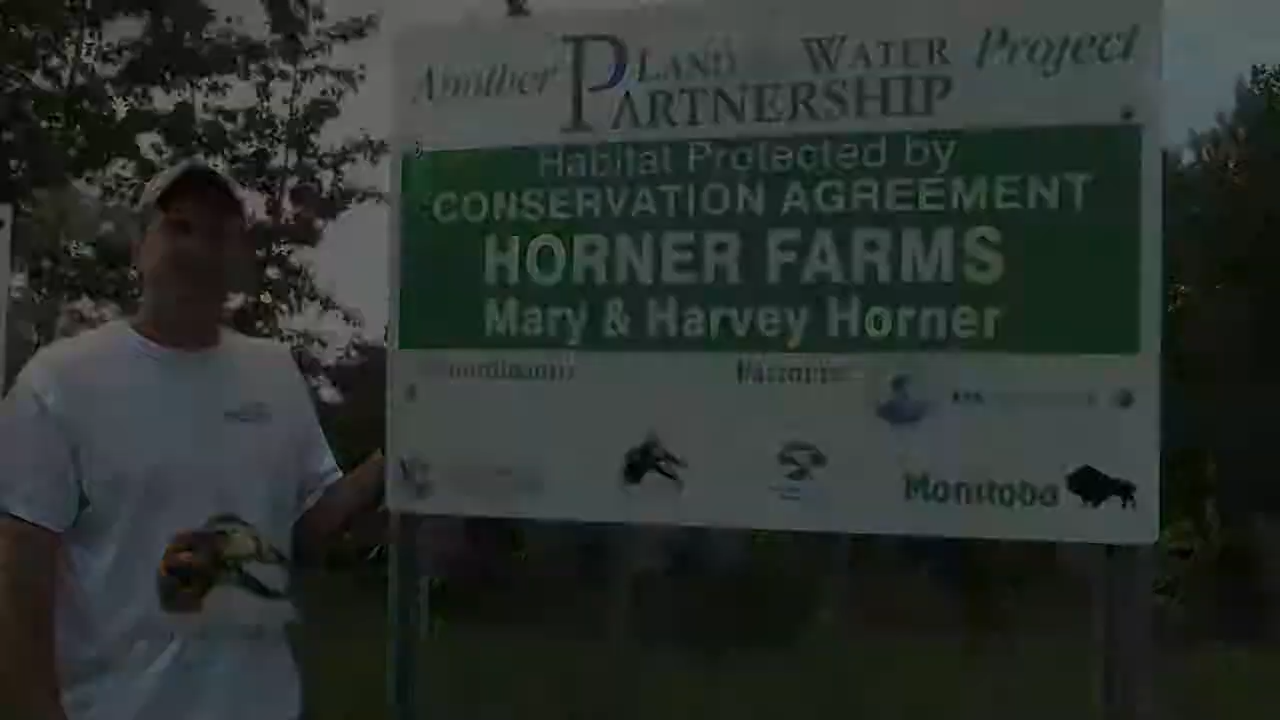 Another LAND WATER Project
PARTNERSHIP
Habitat Protected by
CONSERVATION AGREEMENT
HORNER FARMS
Mary & Harvey Horner
Manitoba